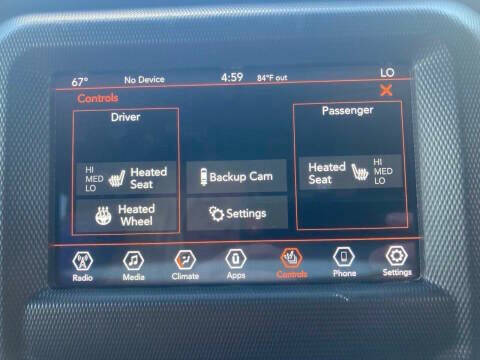 67° No Device 4:59 84°F out LO
Controls
Driver
Passenger
HI
MED
LO
Heated
Seat
Backup Cam
Heated
Seat
HI
MED
LO
Heated
Wheel
Settings
Radio Media Climate Apps Controls Phone Settings